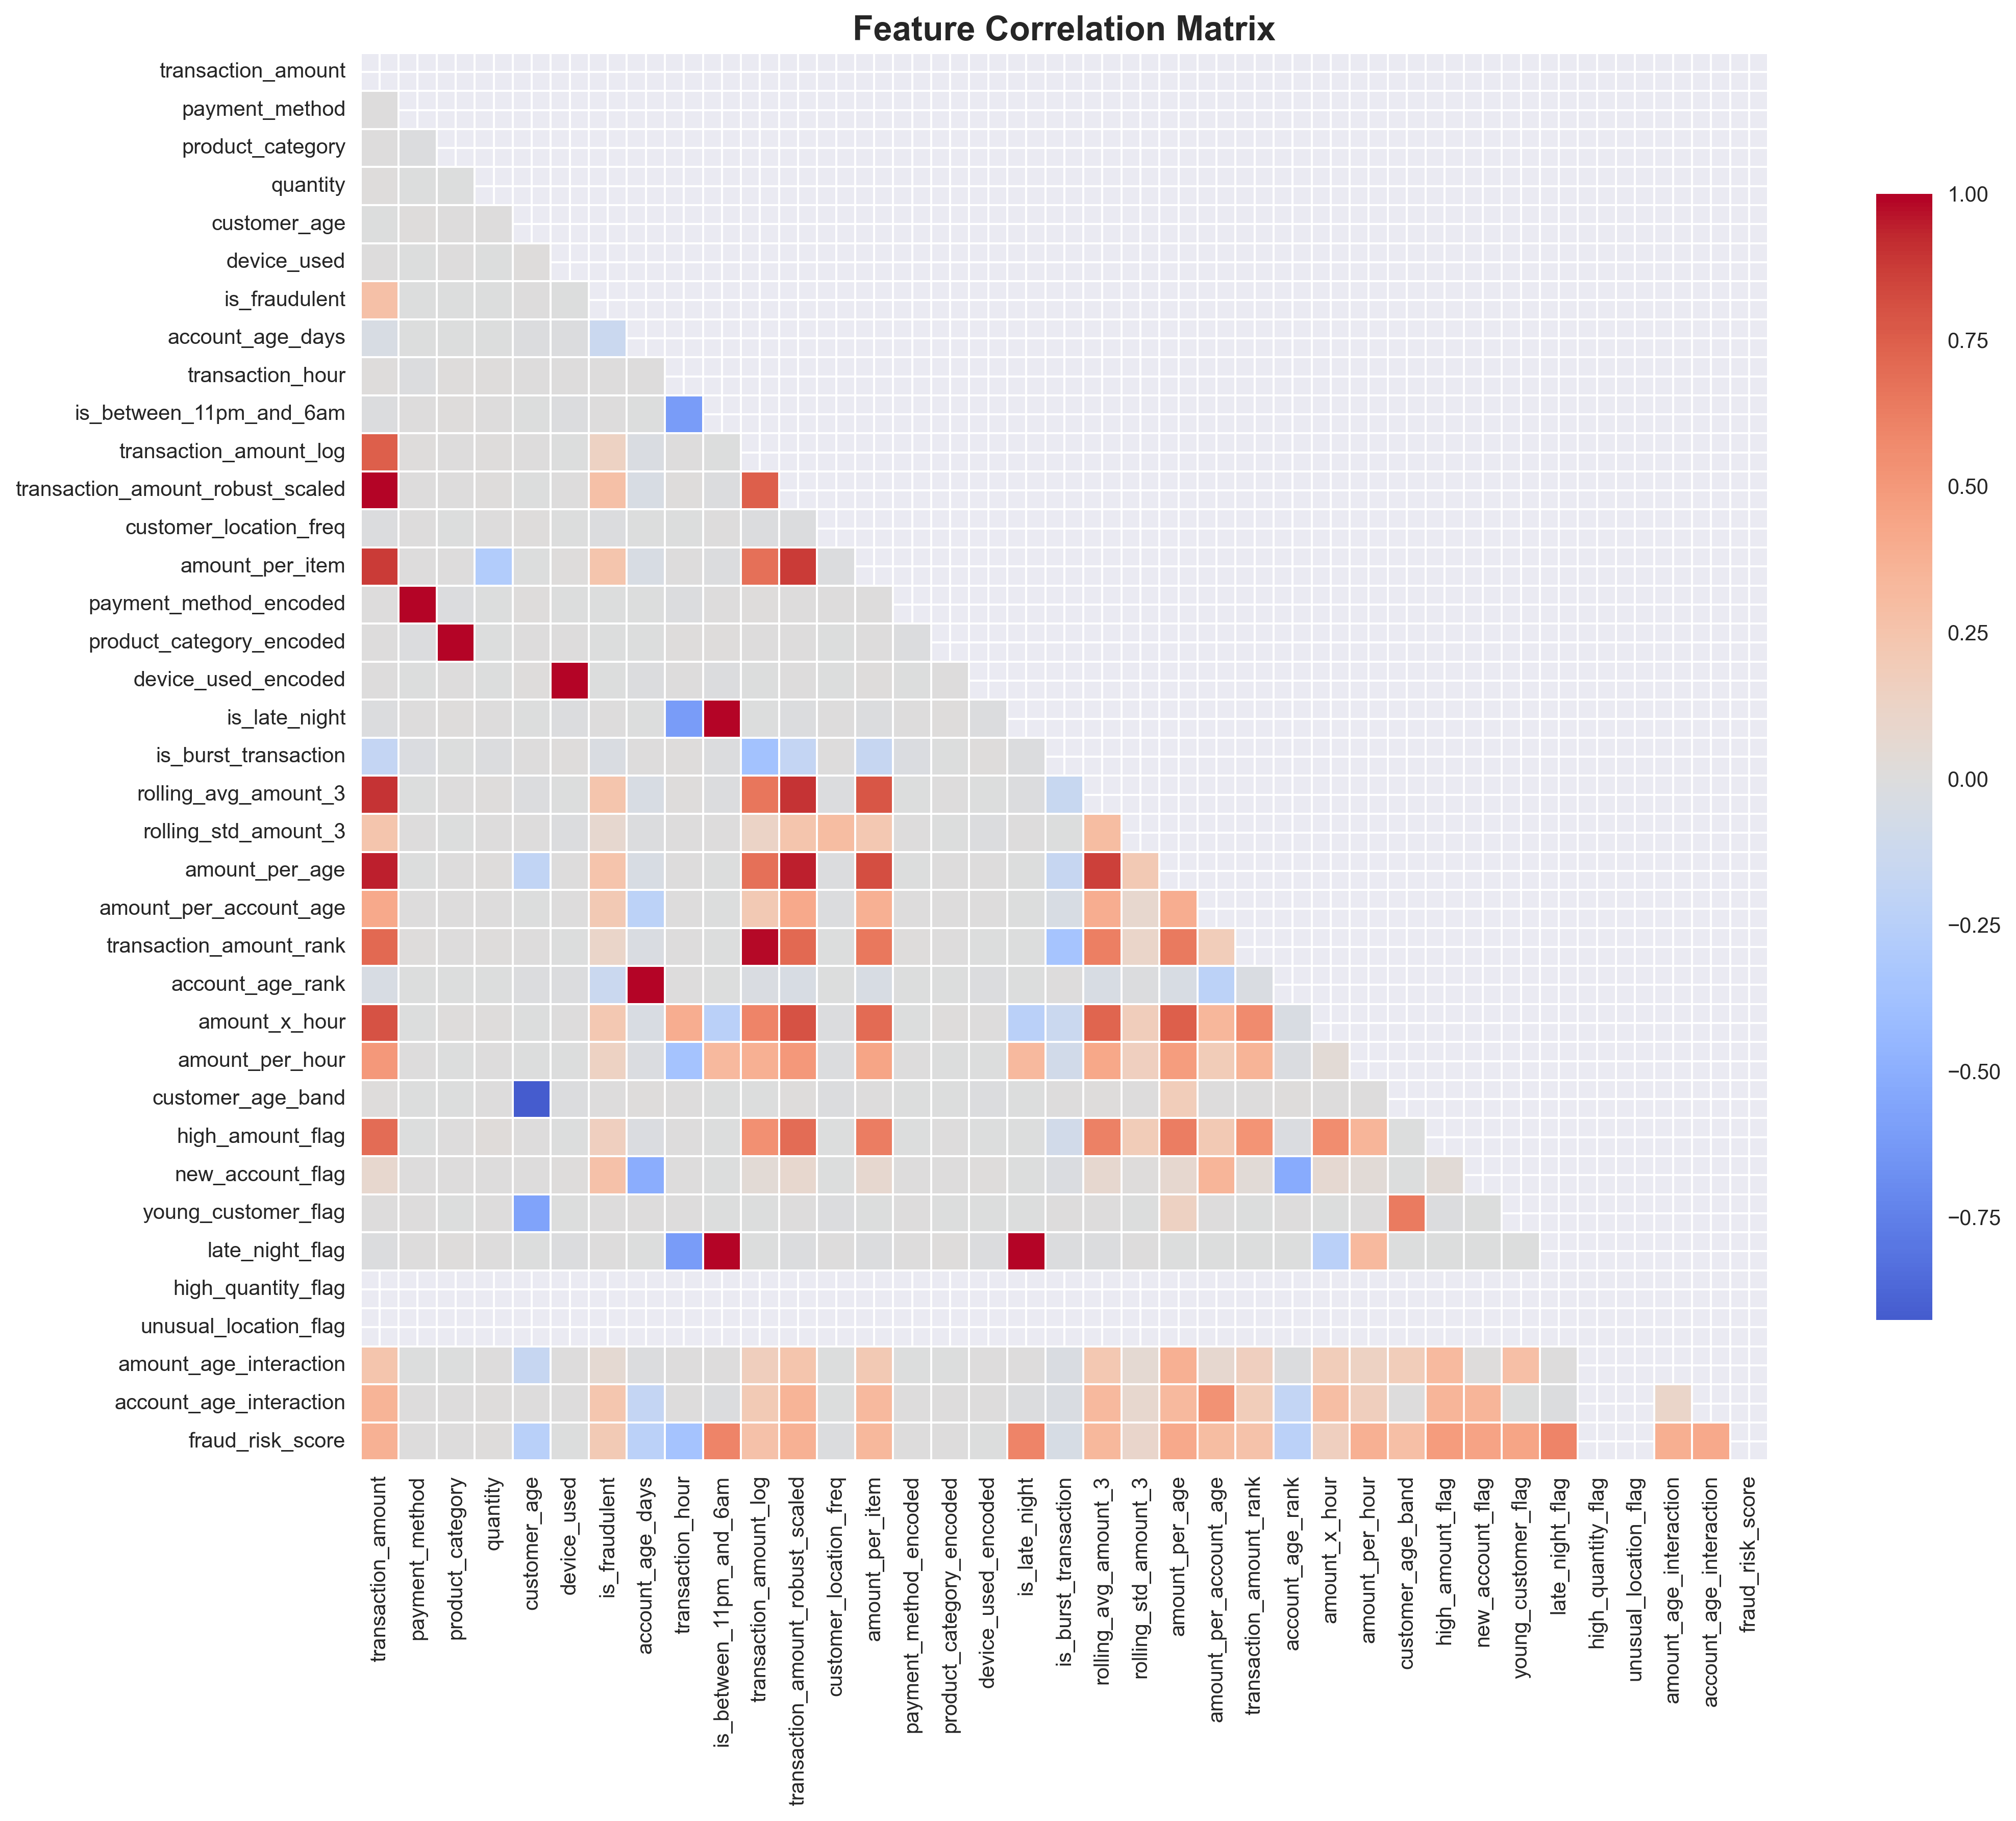 Feature Correlation Matrix
transaction_amount
payment_method
product_category
quantity
customer_age
device_used
is_fraudulent
account_age_days
transaction_hour
is_between_11pm_and_6am
transaction_amount_log
transaction_amount_robust_scaled
customer_location_freq
amount_per_item
payment_method_encoded
product_category_encoded
device_used_encoded
is_late_night
is_burst_transaction
rolling_avg_amount_3
rolling_std_amount_3
amount_per_age
amount_per_account_age
transaction_amount_rank
account_age_rank
amount_x_hour
amount_per_hour
customer_age_band
high_amount_flag
new_account_flag
young_customer_flag
late_night_flag
high_quantity_flag
unusual_location_flag
amount_age_interaction
account_age_interaction
fraud_risk_score
transaction_amount
payment_method
product_category
quantity
customer_age
device_used
is_fraudulent
account_age_days
transaction_hour
is_between_11pm_and_6am
transaction_amount_log
transaction_amount_robust_scaled
customer_location_freq
amount_per_item
payment_method_encoded
product_category_encoded
device_used_encoded
is_late_night
is_burst_transaction
rolling_avg_amount_3
rolling_std_amount_3
amount_per_age
amount_per_account_age
transaction_amount_rank
account_age_rank
amount_x_hour
amount_per_hour
customer_age_band
high_amount_flag
new_account_flag
young_customer_flag
late_night_flag
high_quantity_flag
unusual_location_flag
amount_age_interaction
account_age_interaction
fraud_risk_score
1.00
0.75
0.50
0.25
0.00
−0.25
−0.50
−0.75